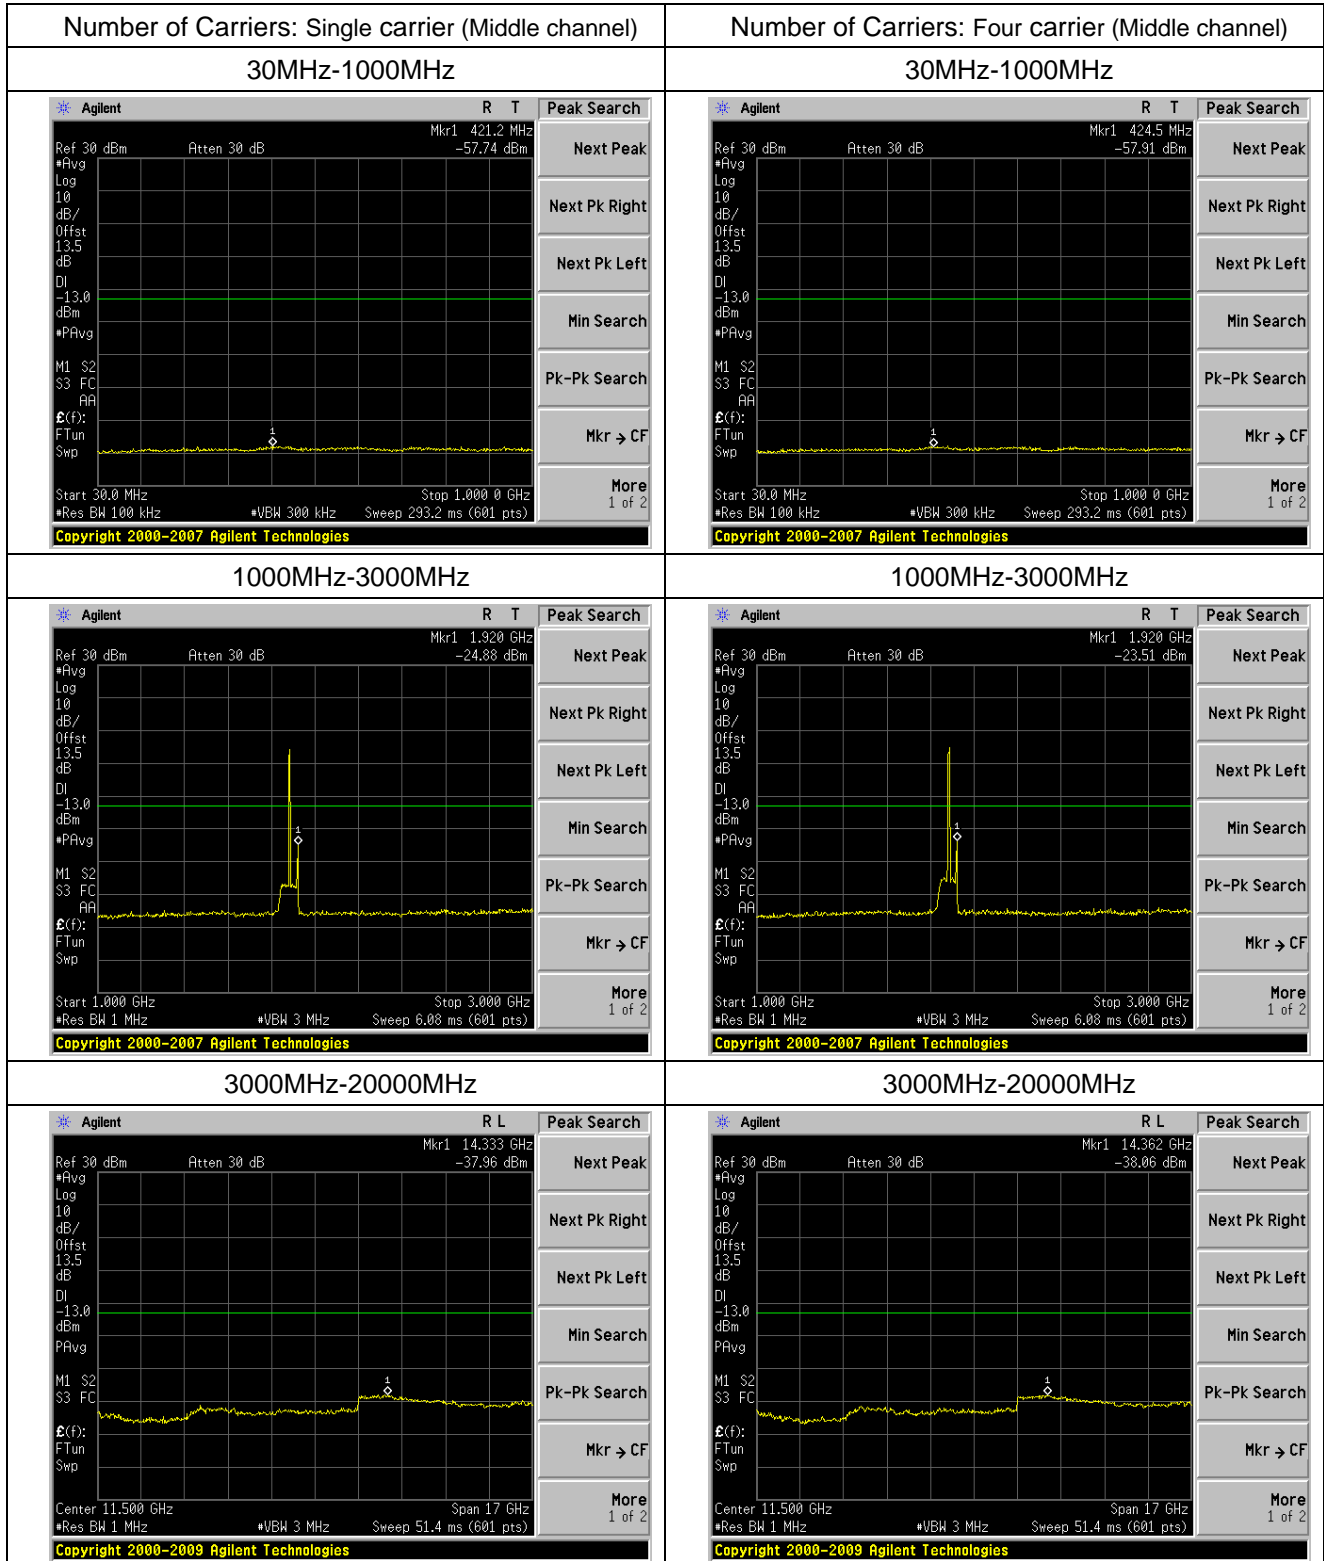 Number of Carriers: Single carrier (Middle channel)
Number of Carriers: Four carrier (Middle channel)
30MHz-1000MHz
30MHz-1000MHz
Agilent R T Peak Search
Mkr1 421.2 MHz
Ref 30 dBm Atten 30 dB -57.74 dBm
#Avg
Log
10
dB/
Offst
13.5
dB
DI
-13.0
dBm
#PAvg
M1 S2
S3 FC
AA
£(f):
FTun
Swp
1
Start 30.0 MHz Stop 1.000 0 GHz
#Res BW 100 kHz #VBW 300 kHz Sweep 293.2 ms (601 pts)
Copyright 2000-2007 Agilent Technologies
Next Peak
Next Pk Right
Next Pk Left
Min Search
Pk-Pk Search
Mkr → CF
More
1 of 2
Agilent R T Peak Search
Mkr1 424.5 MHz
Ref 30 dBm Atten 30 dB -57.91 dBm
#Avg
Log
10
dB/
Offst
13.5
dB
DI
-13.0
dBm
#PAvg
M1 S2
S3 FC
AA
£(f):
FTun
Swp
1
Start 30.0 MHz Stop 1.000 0 GHz
#Res BW 100 kHz #VBW 300 kHz Sweep 293.2 ms (601 pts)
Copyright 2000-2007 Agilent Technologies
Next Peak
Next Pk Right
Next Pk Left
Min Search
Pk-Pk Search
Mkr → CF
More
1 of 2
1000MHz-3000MHz
1000MHz-3000MHz
Agilent R T Peak Search
Mkr1 1.920 GHz
Ref 30 dBm Atten 30 dB -24.88 dBm
#Avg
Log
10
dB/
Offst
13.5
dB
DI
-13.0
dBm
#PAvg
M1 S2
S3 FC
AA
£(f):
FTun
Swp
1
Start 1.000 GHz Stop 3.000 GHz
#Res BW 1 MHz #VBW 3 MHz Sweep 6.08 ms (601 pts)
Copyright 2000-2007 Agilent Technologies
Next Peak
Next Pk Right
Next Pk Left
Min Search
Pk-Pk Search
Mkr → CF
More
1 of 2
Agilent R T Peak Search
Mkr1 1.920 GHz
Ref 30 dBm Atten 30 dB -23.51 dBm
#Avg
Log
10
dB/
Offst
13.5
dB
DI
-13.0
dBm
#PAvg
M1 S2
S3 FC
AA
£(f):
FTun
Swp
1
Start 1.000 GHz Stop 3.000 GHz
#Res BW 1 MHz #VBW 3 MHz Sweep 6.08 ms (601 pts)
Copyright 2000-2007 Agilent Technologies
Next Peak
Next Pk Right
Next Pk Left
Min Search
Pk-Pk Search
Mkr → CF
More
1 of 2
3000MHz-20000MHz
3000MHz-20000MHz
Agilent R L Peak Search
Mkr1 14.333 GHz
Ref 30 dBm Atten 30 dB -37.96 dBm
#Avg
Log
10
dB/
Offst
13.5
dB
DI
-13.0
dBm
PAvg
M1 S2
S3 FC
£(f):
FTun
Swp
1
Center 11.500 GHz Span 17 GHz
#Res BW 1 MHz #VBW 3 MHz Sweep 51.4 ms (601 pts)
Copyright 2000-2009 Agilent Technologies
Next Peak
Next Pk Right
Next Pk Left
Min Search
Pk-Pk Search
Mkr → CF
More
1 of 2
Agilent R L Peak Search
Mkr1 14.362 GHz
Ref 30 dBm Atten 30 dB -38.06 dBm
#Avg
Log
10
dB/
Offst
13.5
dB
DI
-13.0
dBm
PAvg
M1 S2
S3 FC
£(f):
FTun
Swp
1
Center 11.500 GHz Span 17 GHz
#Res BW 1 MHz #VBW 3 MHz Sweep 51.4 ms (601 pts)
Copyright 2000-2009 Agilent Technologies
Next Peak
Next Pk Right
Next Pk Left
Min Search
Pk-Pk Search
Mkr → CF
More
1 of 2